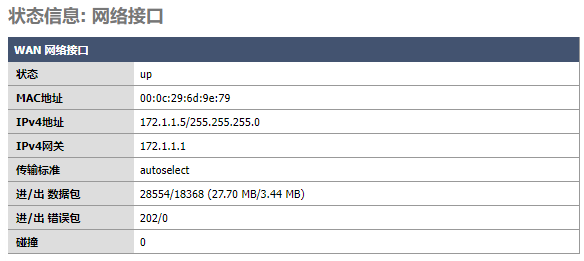 状态信息: 网络接口
WAN 网络接口
状态 up
MAC地址 00:0c:29:6d:9e:79
IPv4地址 172.1.1.5/255.255.255.0
IPv4网关 172.1.1.1
传输标准 autoselect
进/出 数据包 28554/18368 (27.70 MB/3.44 MB)
进/出 错误包 202/0
碰撞 0